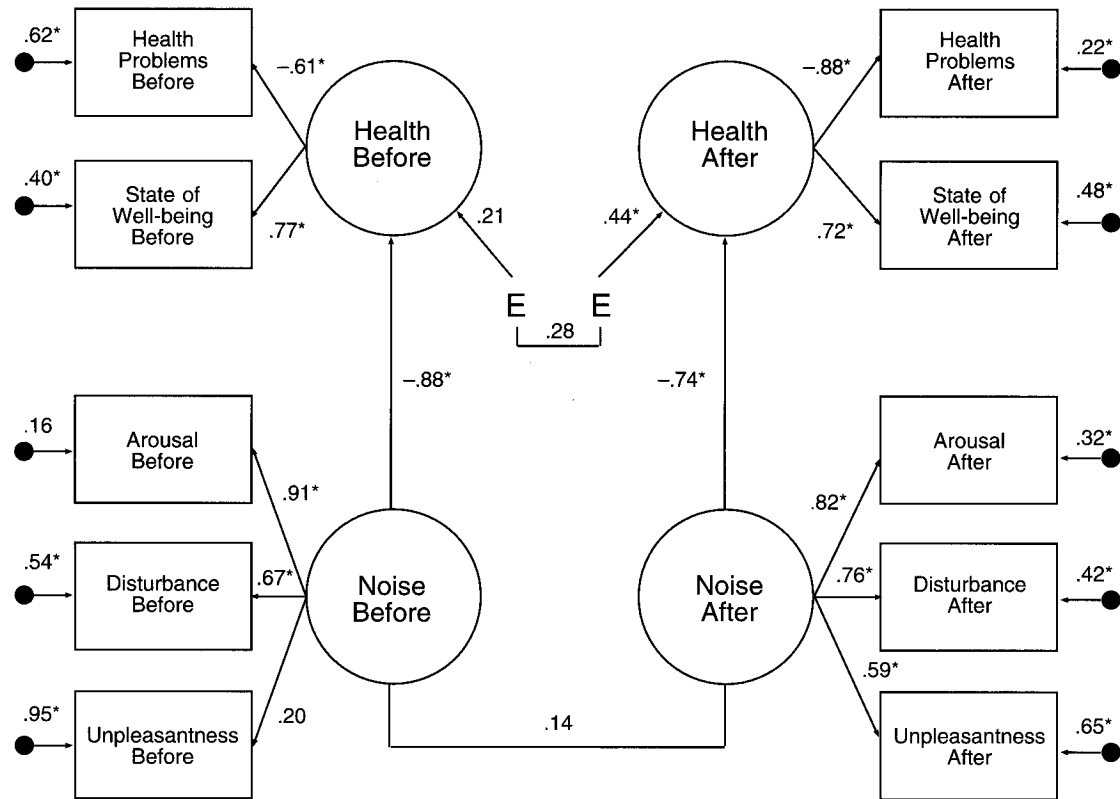 .62*
Health
Problems
Before
–.61*
Health
Before
Health
After
–.88*
Health
Problems
After
.22*
.40*
State of
Well-being
Before
.77*
.21
.44*
.72*
State of
Well-being
After
.48*
E E
.28
–.88*
–.74*
.16
Arousal
Before
.91*
.82*
Arousal
After
.32*
.54*
Disturbance
Before
.67*
Noise
Before
Noise
After
.76*
Disturbance
After
.42*
.95*
Unpleasantness
Before
.20
.14
.59*
Unpleasantness
After
.65*